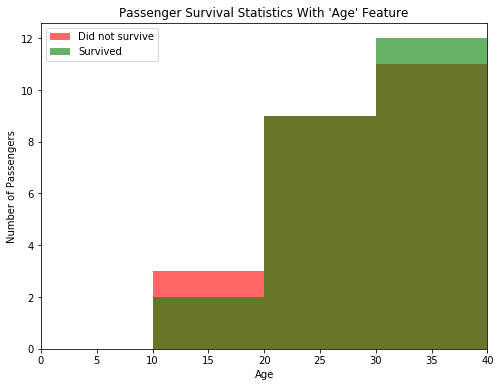 Passenger Survival Statistics With 'Age' Feature
Did not survive
Survived
Number of Passengers
12
10
8
6
4
2
0
0 5 10 15 20 25 30 35 40
Age